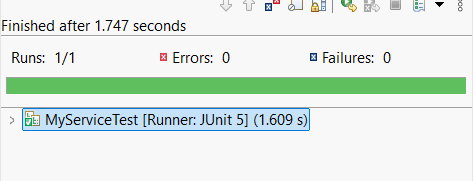 Finished after 1.747 seconds
Runs: 1/1 Errors: 0 Failures: 0
MyServiceTest [Runner: JUnit 5] (1.609 s)